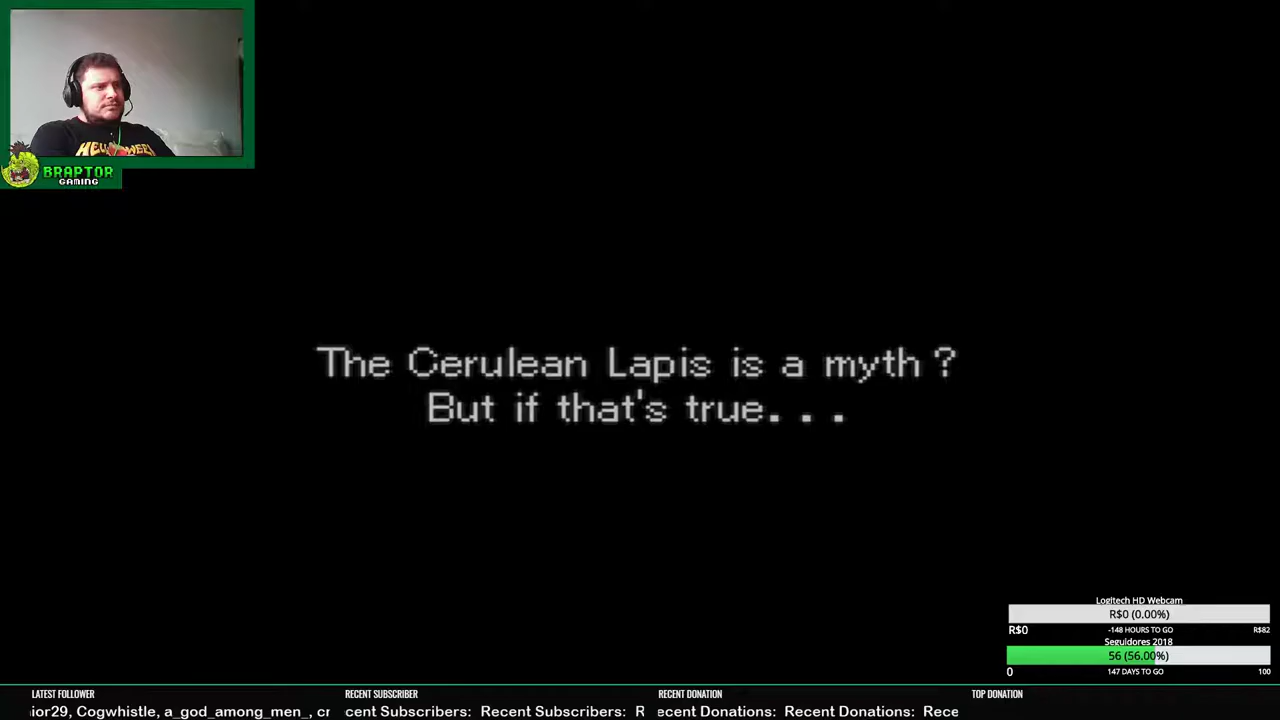 HELLOWEEN
BRAPTOR
GAMING
The Cerulean Lapis is a myth ?
But if that's true. . .
Logitech HD Webcam
R$0 (0.00%)
R$0 -148 HOURS TO GO R$82
Seguidores 2018
56 (56.00%)
0 147 DAYS TO GO 100
LATEST FOLLOWER RECENT SUBSCRIBER RECENT DONATION TOP DONATION
ior29, Cogwhistle, a_god_among_men_, cr cent Subscribers: Recent Subscribers: R ecent Donations: Recent Donations: Rece